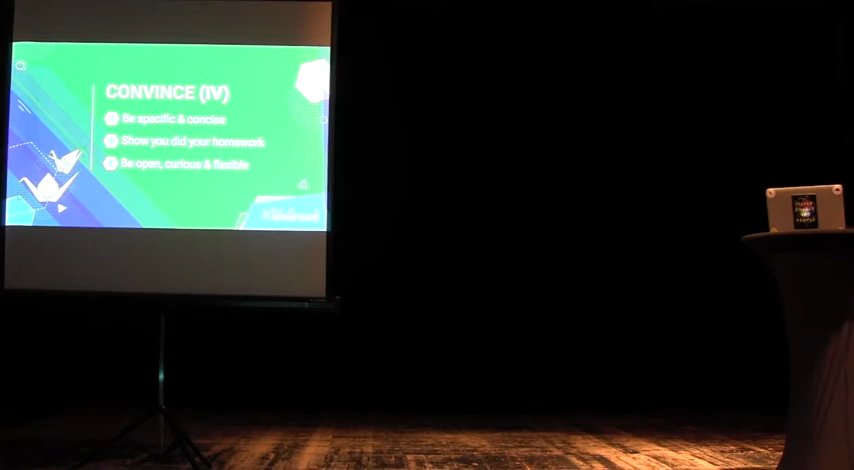 CONVINCE (IV)
Be specific & concise
Show you did your homework
Be open, curious & flexible